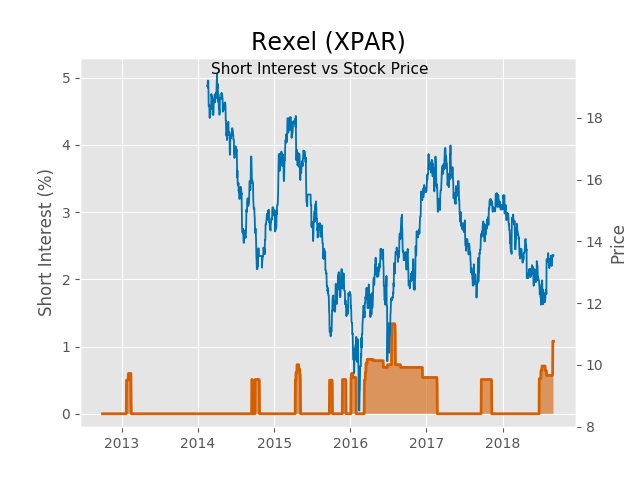 Rexel (XPAR)
Short Interest vs Stock Price
5
4
3
2
1
0
Short Interest (%)
18
16
14
12
10
8
Price
2013 2014 2015 2016 2017 2018